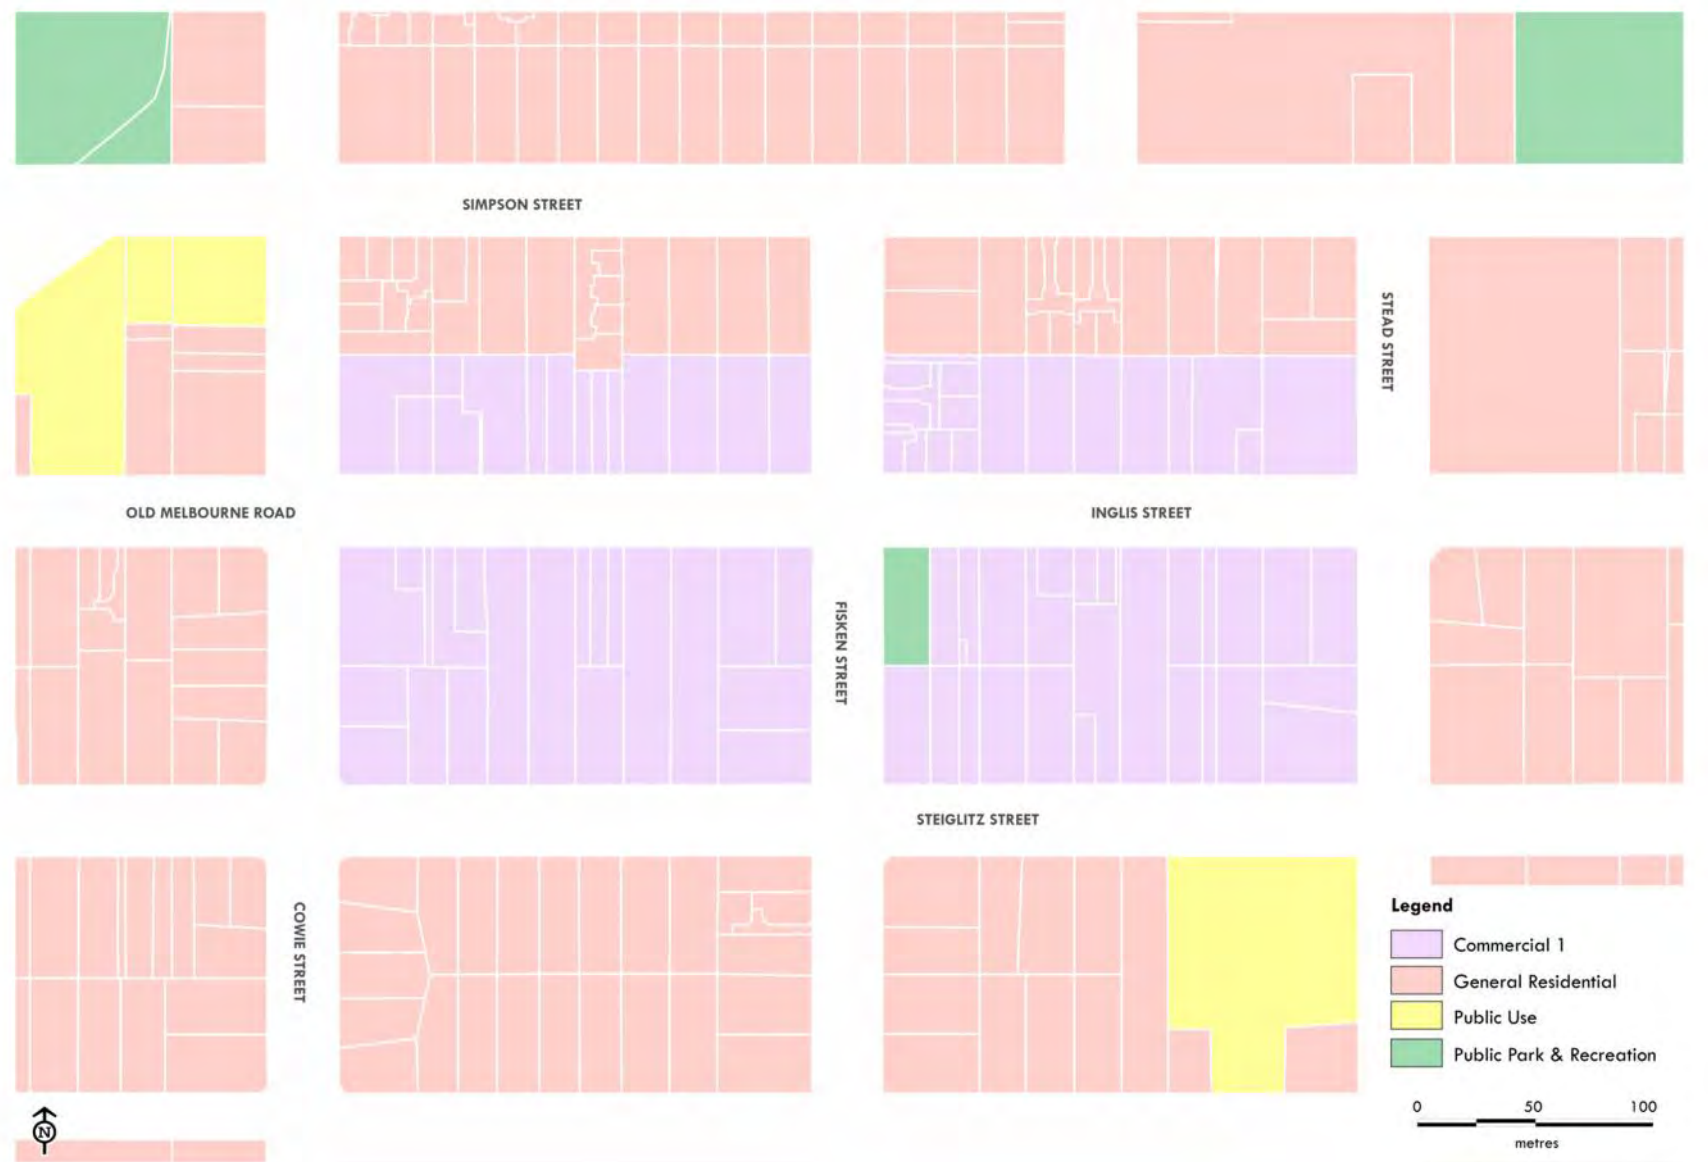 SIMPSON STREET
STEAD STREET
OLD MELBOURNE ROAD
INGLIS STREET
FISKEN STREET
STEIGLITZ STREET
COWIE STREET
Legend
Commercial 1
General Residential
Public Use
Public Park & Recreation
N
0 50 100
metres